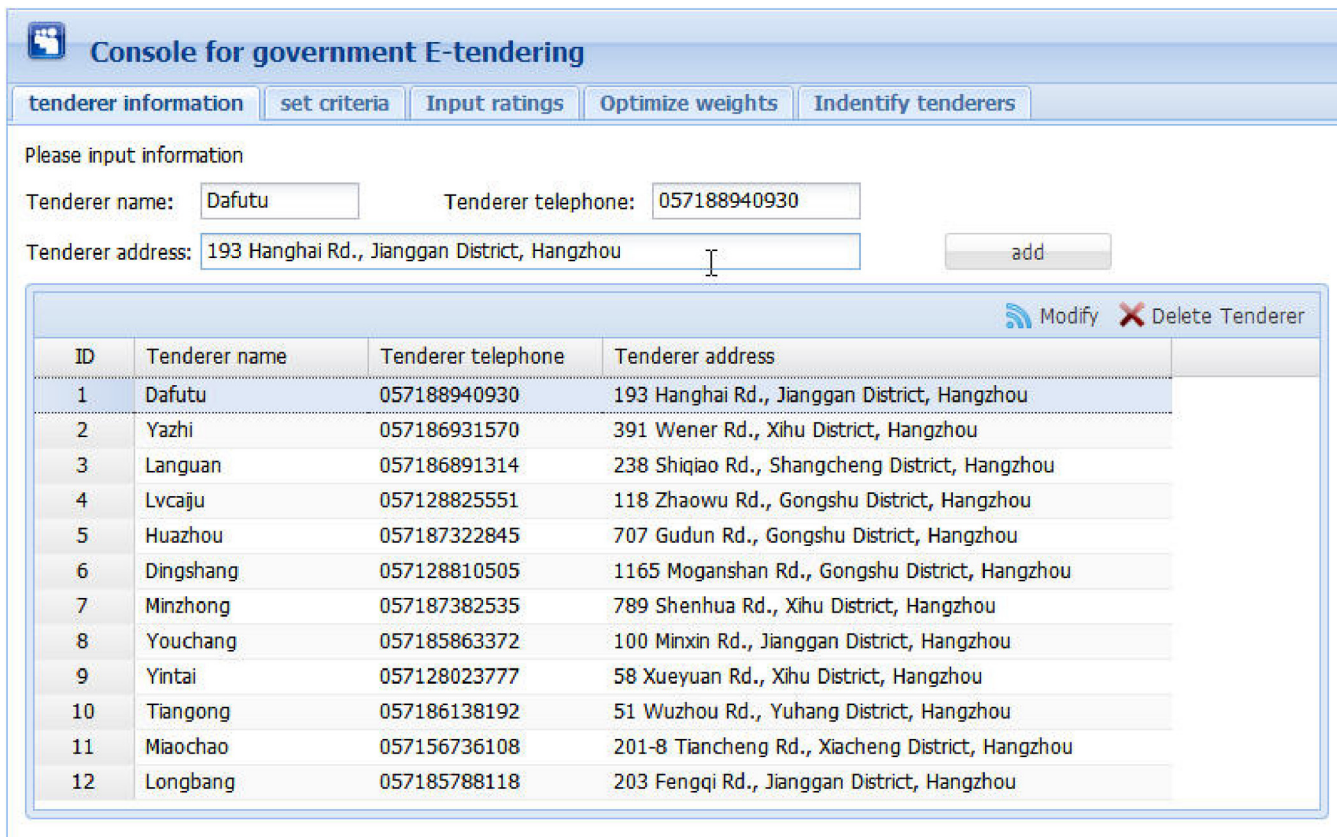 Console for government E-tendering
tenderer information set criteria Input ratings Optimize weights Indentify tenderers
Please input information
Tenderer name: Dafutu Tenderer telephone: 057188940930
Tenderer address: 193 Hanghai Rd., Jianggan District, Hangzhou add
Modify Delete Tenderer
ID Tenderer name Tenderer telephone Tenderer address
1 Dafutu 057188940930 193 Hanghai Rd., Jianggan District, Hangzhou
2 Yazhi 057186931570 391 Wener Rd., Xihu District, Hangzhou
3 Languan 057186891314 238 Shiqiao Rd., Shangcheng District, Hangzhou
4 Lvcaiju 057128825551 118 Zhaowu Rd., Gongshu District, Hangzhou
5 Huazhou 057187322845 707 Gudun Rd., Gongshu District, Hangzhou
6 Dingshang 057128810505 1165 Moganshan Rd., Gongshu District, Hangzhou
7 Minzhong 057187382535 789 Shenhua Rd., Xihu District, Hangzhou
8 Youchang 057185863372 100 Minxin Rd., Jianggan District, Hangzhou
9 Yintai 057128023777 58 Xueyuan Rd., Xihu District, Hangzhou
10 Tiangong 057186138192 51 Wuzhou Rd., Yuhang District, Hangzhou
11 Miaochao 057156736108 201-8 Tiancheng Rd., Xiacheng District, Hangzhou
12 Longbang 057185788118 203 Fengqi Rd., Jianggan District, Hangzhou